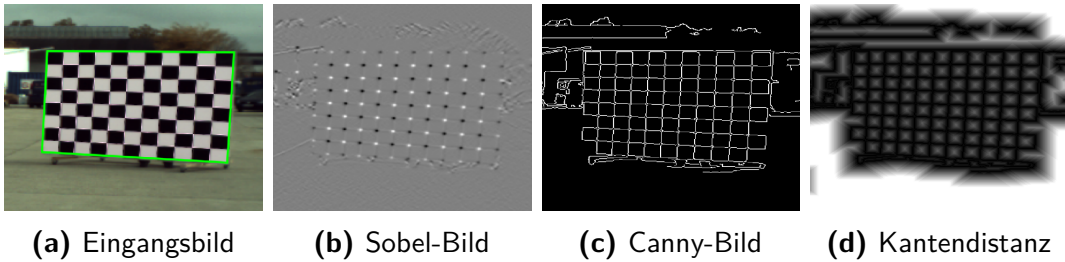 (a) Eingangsbild
(b) Sobel-Bild
(c) Canny-Bild
(d) Kantendistanz